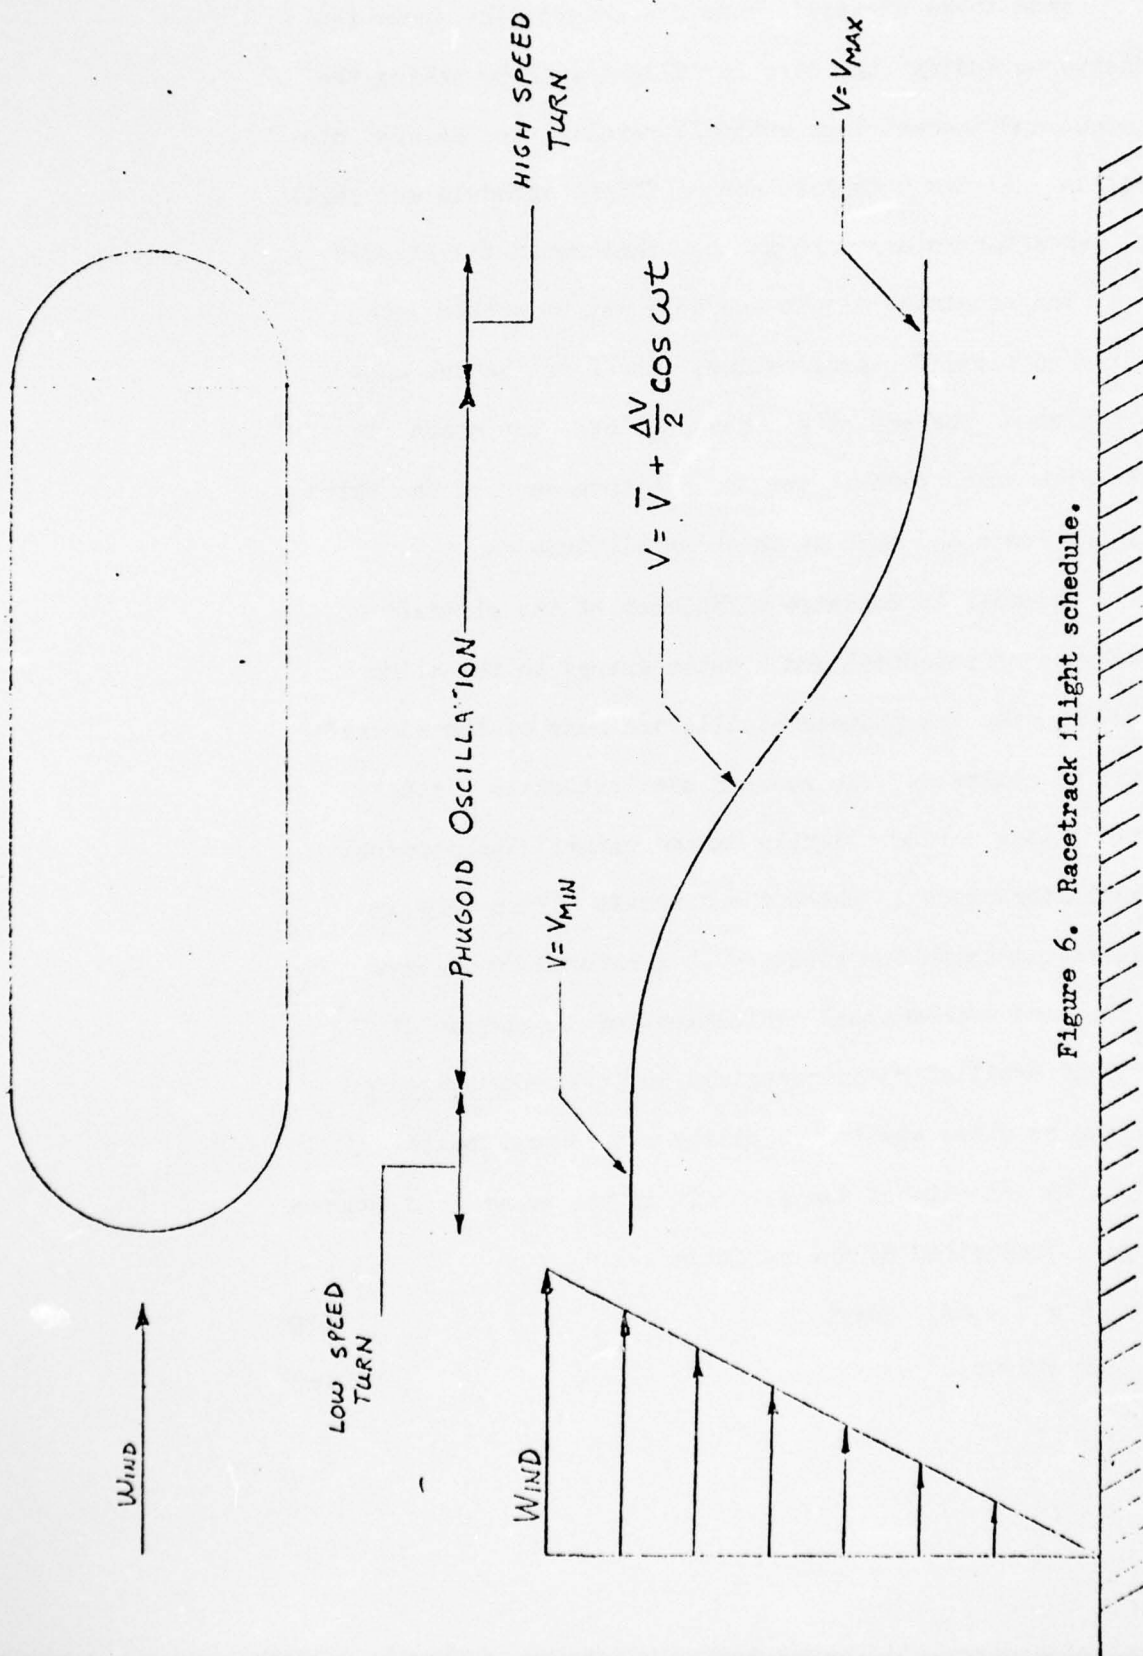 WIND
LOW SPEED
TURN
HIGH SPEED
TURN
PHUGOID OSCILLATION
WIND
V=V_MIN
V= V̅ + ΔV/2 COS ωt
V=V_MAX
Figure 6. Racetrack flight schedule.